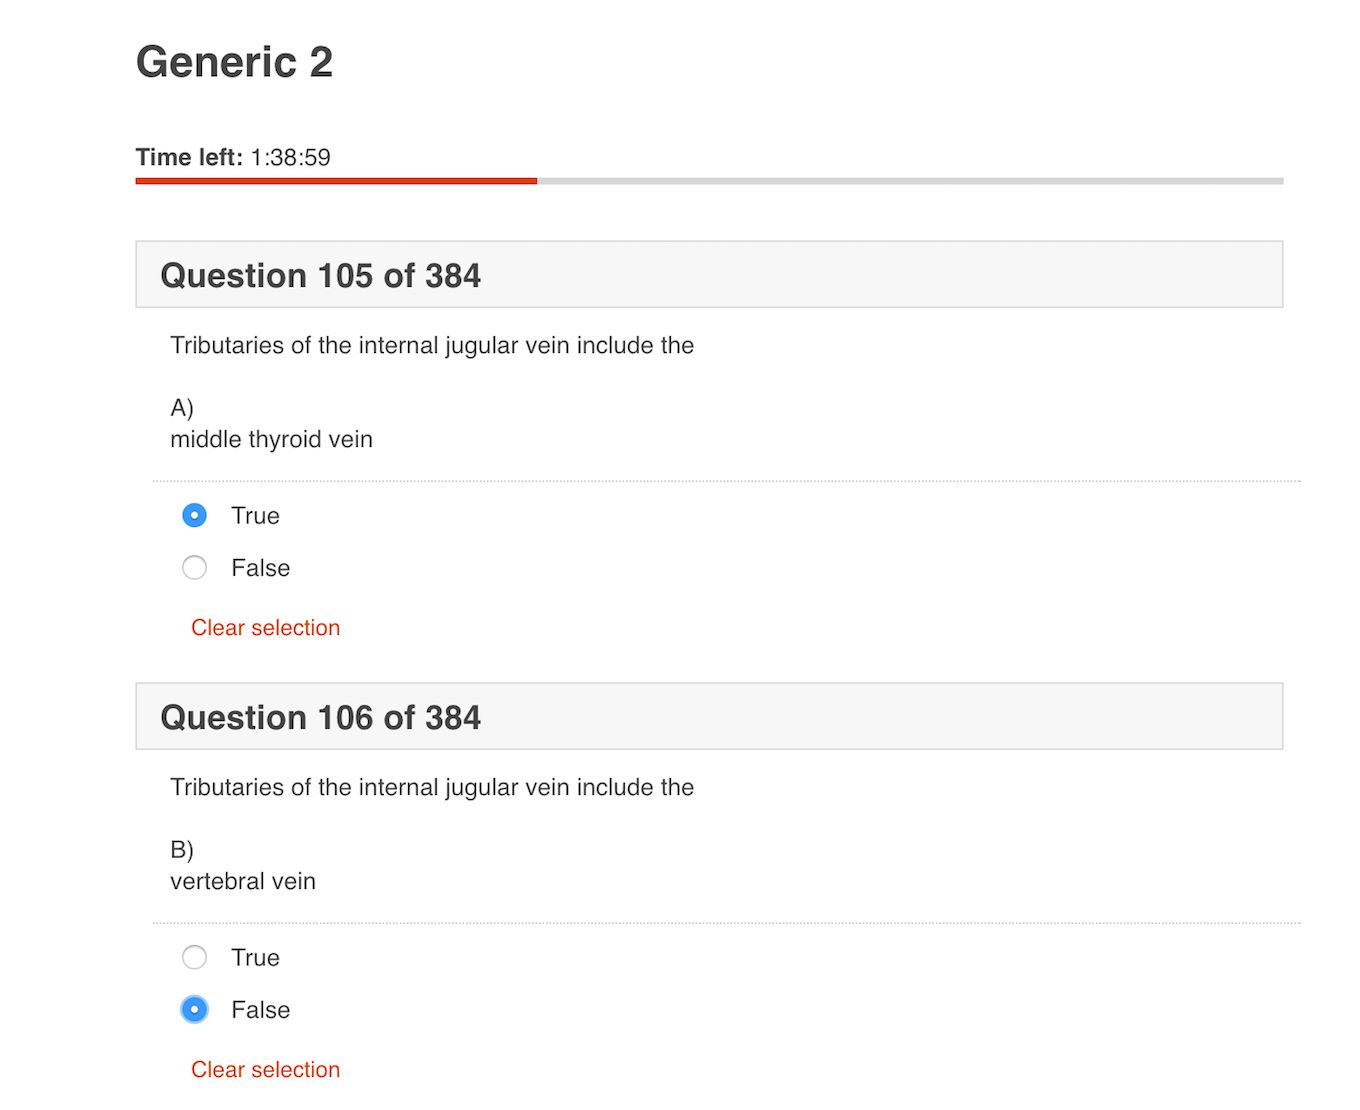 Generic 2
Time left: 1:38:59
Question 105 of 384
Tributaries of the internal jugular vein include the
A)
middle thyroid vein
True
False
Clear selection
Question 106 of 384
Tributaries of the internal jugular vein include the
B)
vertebral vein
True
False
Clear selection